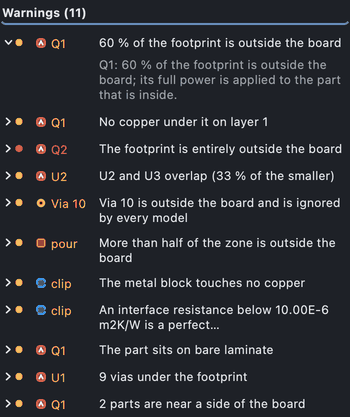 Warnings (11)
Q1 60 % of the footprint is outside the board
Q1: 60 % of the footprint is outside the
board; its full power is applied to the part
that is inside.
Q1 No copper under it on layer 1
Q2 The footprint is entirely outside the board
U2 U2 and U3 overlap (33 % of the smaller)
Via 10 Via 10 is outside the board and is ignored
by every model
pour More than half of the zone is outside the
board
clip The metal block touches no copper
clip An interface resistance below 10.00E-6
m2K/W is a perfect…
Q1 The part sits on bare laminate
U1 9 vias under the footprint
Q1 2 parts are near a side of the board